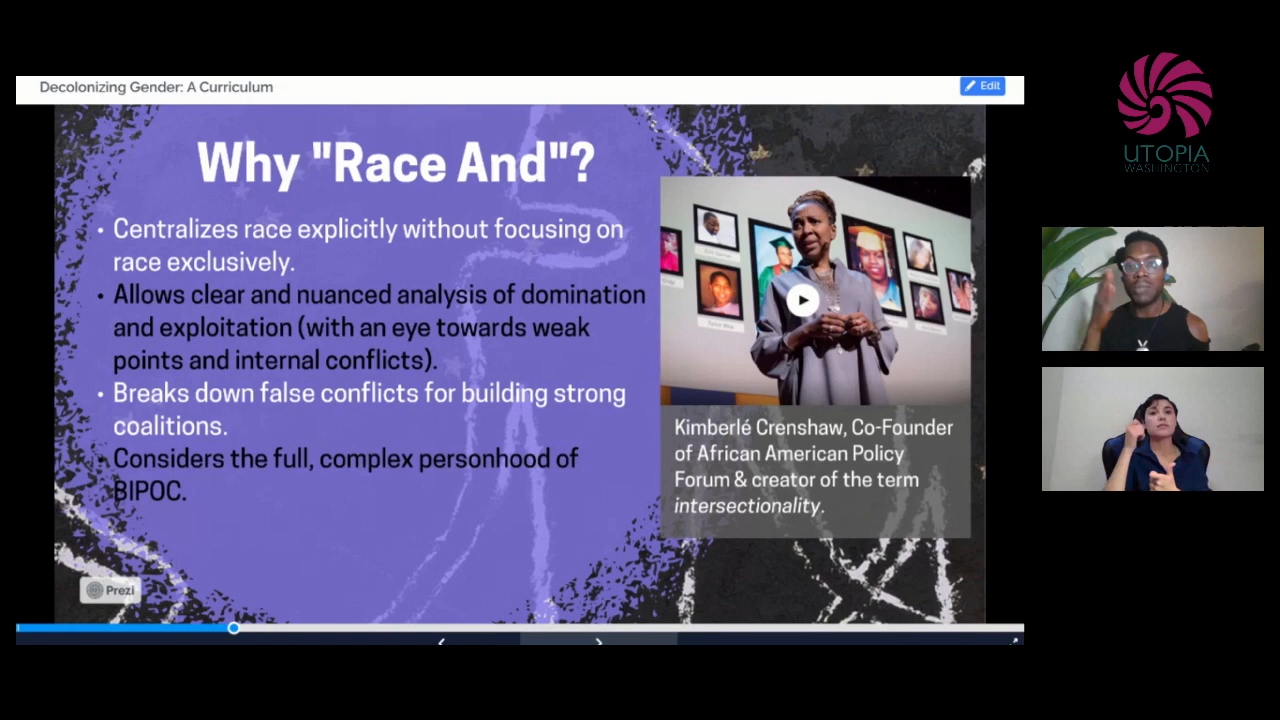 Decolonizing Gender: A Curriculum
Edit
Why "Race And"?
• Centralizes race explicitly without focusing on
race exclusively.
• Allows clear and nuanced analysis of domination
and exploitation (with an eye towards weak
points and internal conflicts).
• Breaks down false conflicts for building strong
coalitions.
• Considers the full, complex personhood of
BIPOC.
Kimberlé Crenshaw, Co-Founder
of African American Policy
Forum & creator of the term
intersectionality.
Prezi
UTOPIA
WASHINGTON